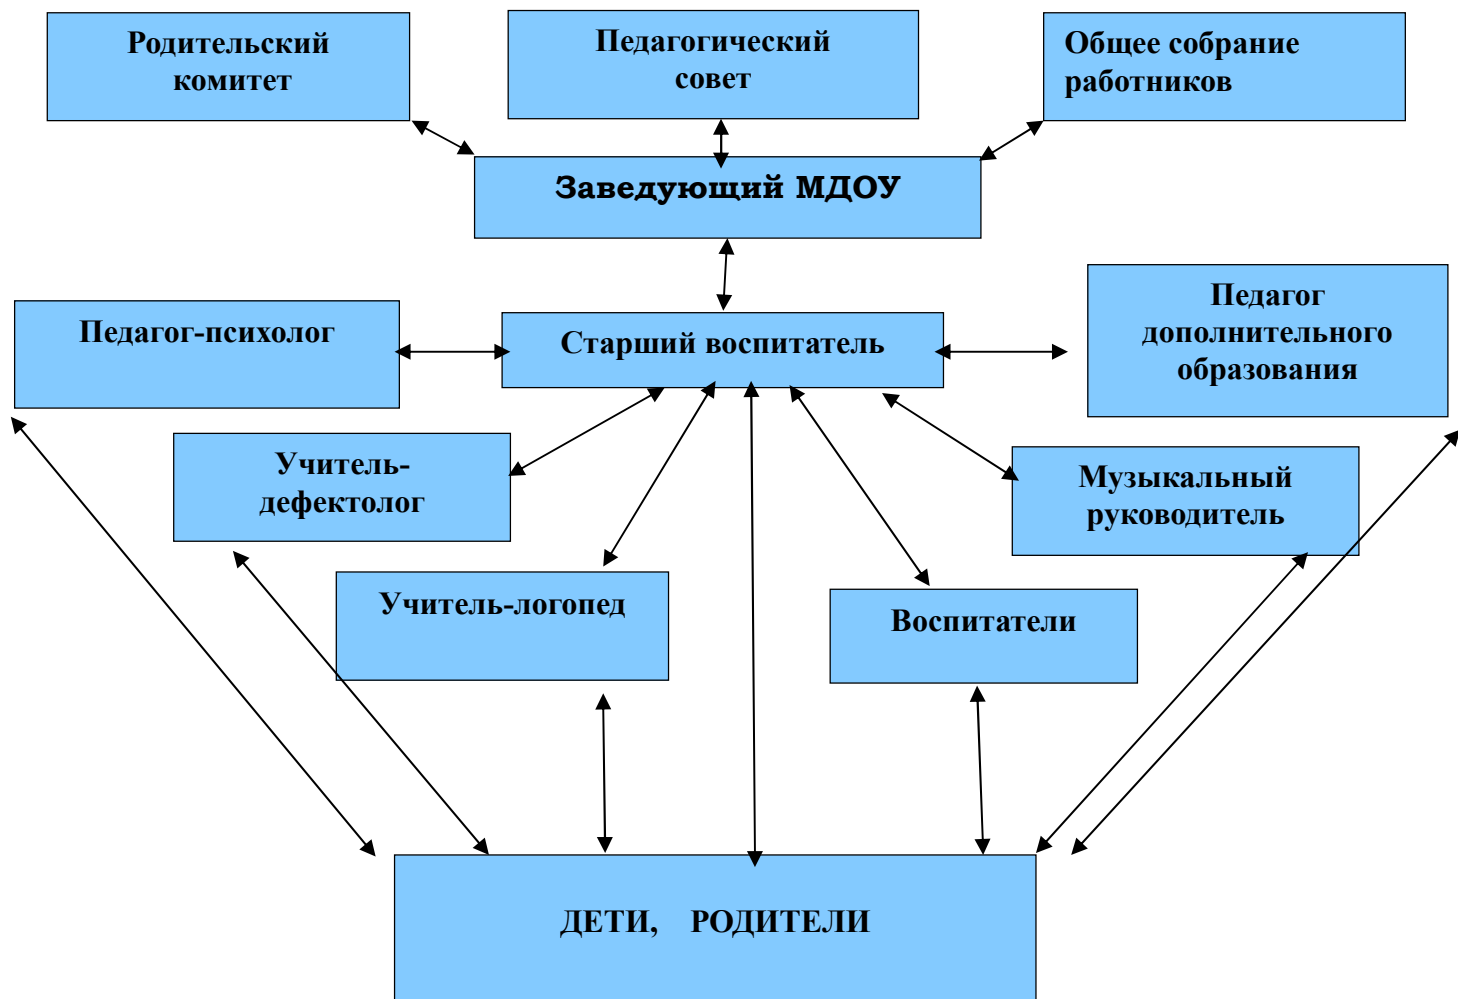 Родительский
комитет
Педагогический
совет
Общее собрание
работников
Заведующий МДОУ
Педагог-психолог
Старший воспитатель
Педагог
дополнительного
образования
Учитель-
дефектолог
Музыкальный
руководитель
Учитель-логопед
Воспитатели
ДЕТИ, РОДИТЕЛИ